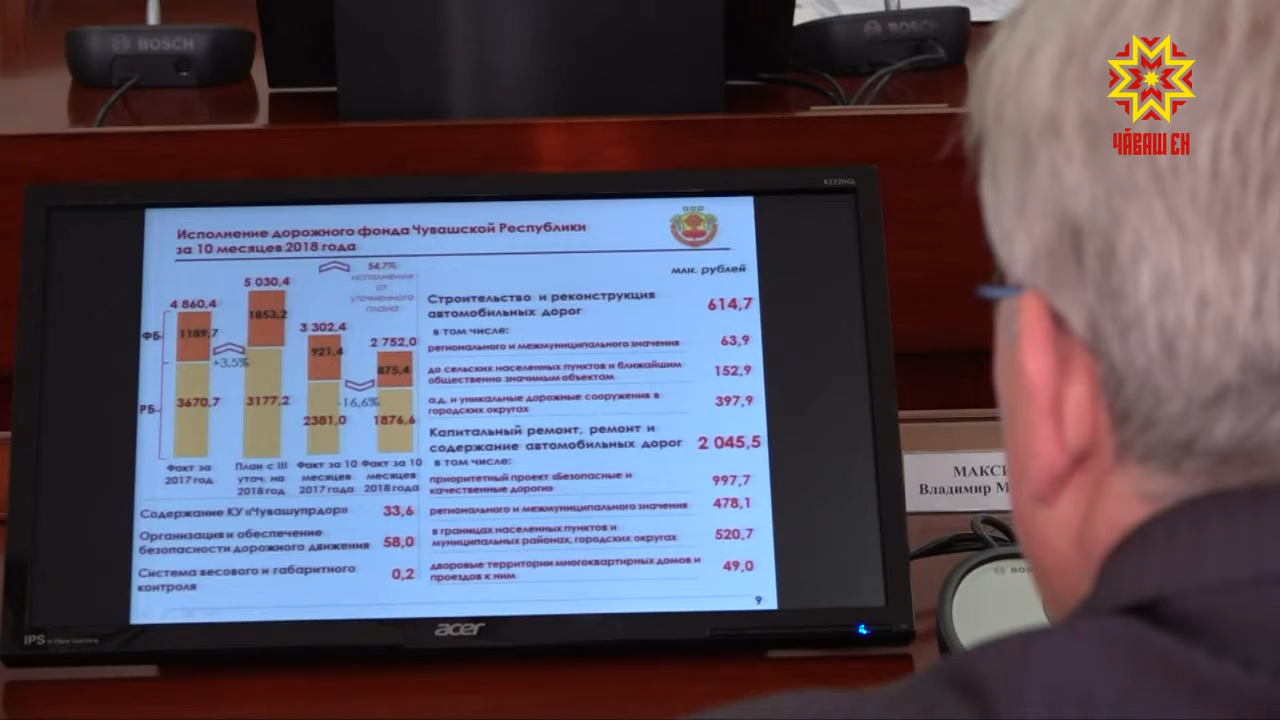 BOSCH
BOSCH
ЧӐВАШ ЕН
K222HQL
Исполнение дорожного фонда Чувашской Республики
за 10 месяцев 2018 года
млн. рублей
54,7%
исполнения
от
уточненного
плана
4 860,4
5 030,4
3 302,4
2 752,0
ФБ
1189,7
1853,2
921,4
875,4
+3,5%
-16,6%
РБ
3670,7
3177,2
2381,0
1876,6
Факт за
2017 год
План с III
уточ. на
2018 год
Факт за 10
месяцев
2017 года
Факт за 10
месяцев
2018 года
Содержание КУ «Чувашупрдор» 33,6
Организация и обеспечение
безопасности дорожного движения 58,0
Система весового и габаритного
контроля 0,2
Строительство и реконструкция
автомобильных дорог 614,7
в том числе:
регионального и межмуниципального значения 63,9
до сельских населенных пунктов и ближайшим
общественно значимым объектам 152,9
а.д. и уникальные дорожные сооружения в
городских округах 397,9
Капитальный ремонт, ремонт и
содержание автомобильных дорог 2 045,5
в том числе:
приоритетный проект «Безопасные и
качественные дороги» 997,7
регионального и межмуниципального значения 478,1
в границах населенных пунктов и
муниципальных районах, городских округах 520,7
дворовые территории многоквартирных домов и
проездов к ним 49,0
9
IPS
acer
МАКСИ
Владимир М
BOS